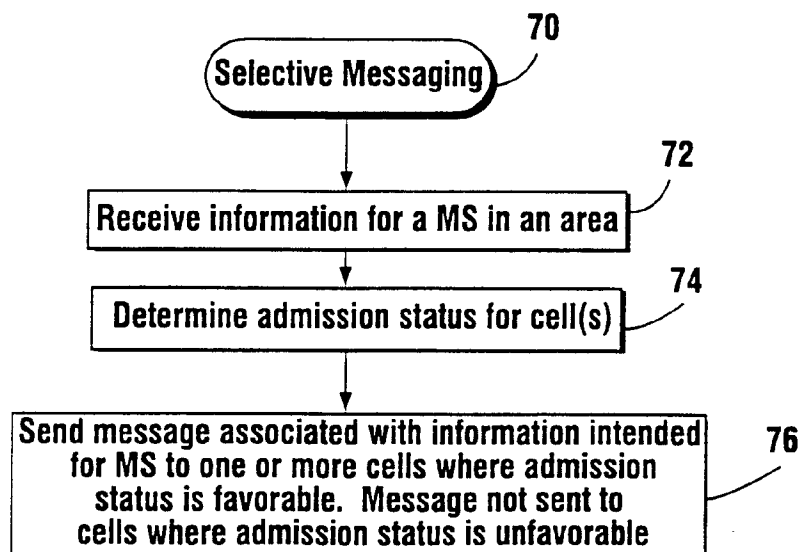 70
Selective Messaging
72
Receive information for a MS in an area
74
Determine admission status for cell(s)
76
Send message associated with information intended
for MS to one or more cells where admission
status is favorable. Message not sent to
cells where admission status is unfavorable